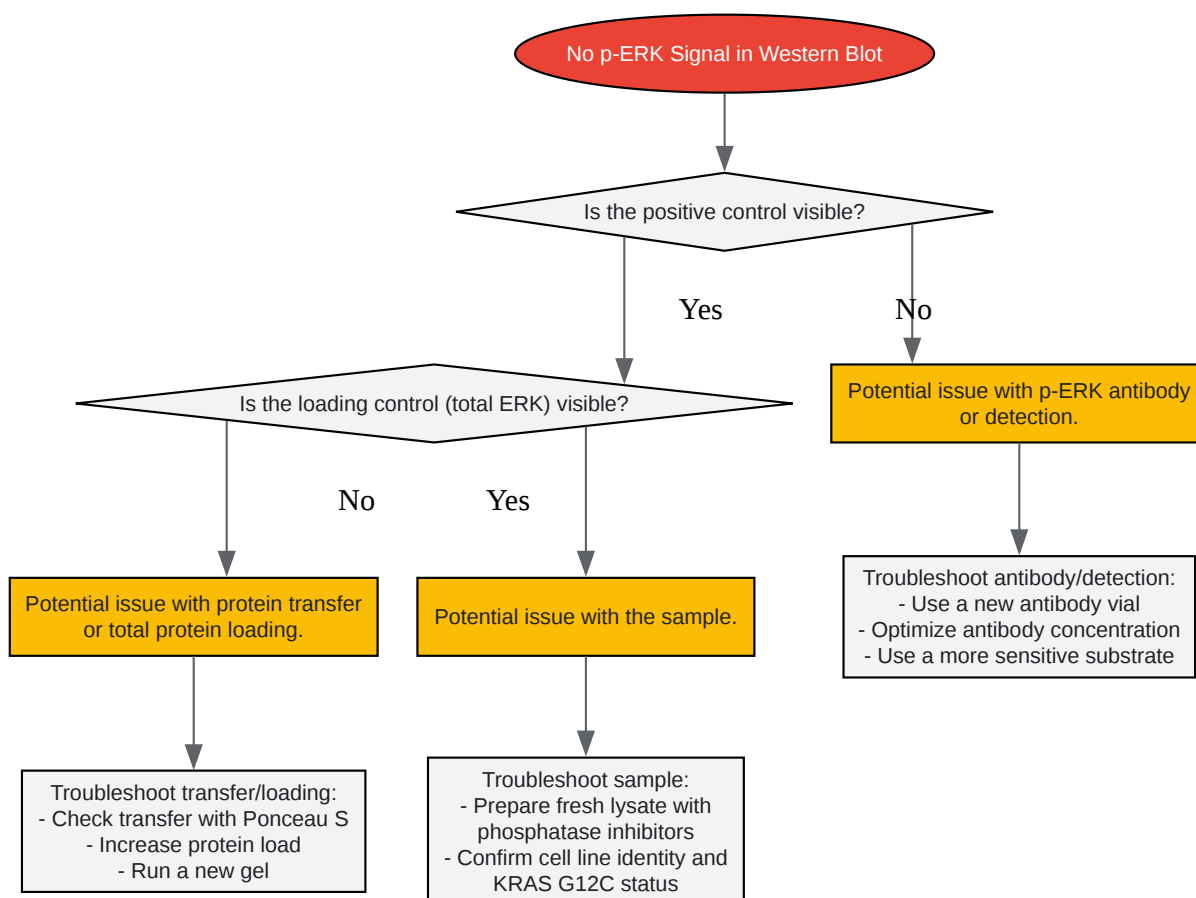 No p-ERK Signal in Western Blot
Is the positive control visible?
Yes
No
Is the loading control (total ERK) visible?
Potential issue with p-ERK antibody
or detection.
No
Yes
Potential issue with protein transfer
or total protein loading.
Potential issue with the sample.
Troubleshoot antibody/detection:
- Use a new antibody vial
- Optimize antibody concentration
- Use a more sensitive substrate
Troubleshoot transfer/loading:
- Check transfer with Ponceau S
- Increase protein load
- Run a new gel
Troubleshoot sample:
- Prepare fresh lysate with
phosphatase inhibitors
- Confirm cell line identity and
KRAS G12C status